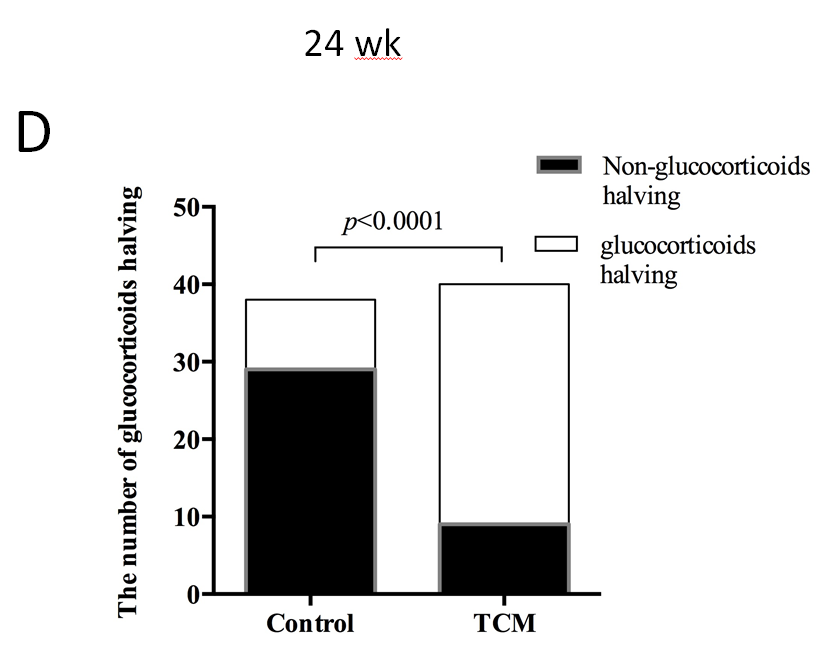 24 wk
D
Non-glucocorticoids
halving
glucocorticoids
halving
p<0.0001
The number of glucocorticoids halving
50
40
30
20
10
0
Control
TCM